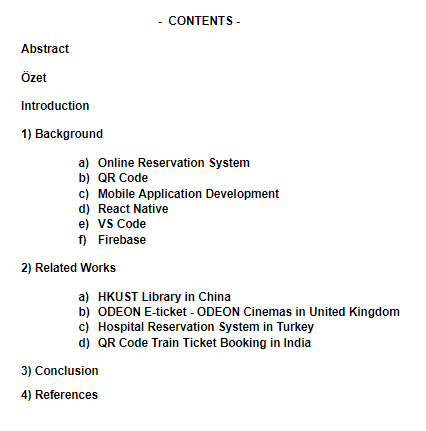 - CONTENTS -
Abstract
Özet
Introduction
1) Background
a) Online Reservation System
b) QR Code
c) Mobile Application Development
d) React Native
e) VS Code
f) Firebase
2) Related Works
a) HKUST Library in China
b) ODEON E-ticket - ODEON Cinemas in United Kingdom
c) Hospital Reservation System in Turkey
d) QR Code Train Ticket Booking in India
3) Conclusion
4) References